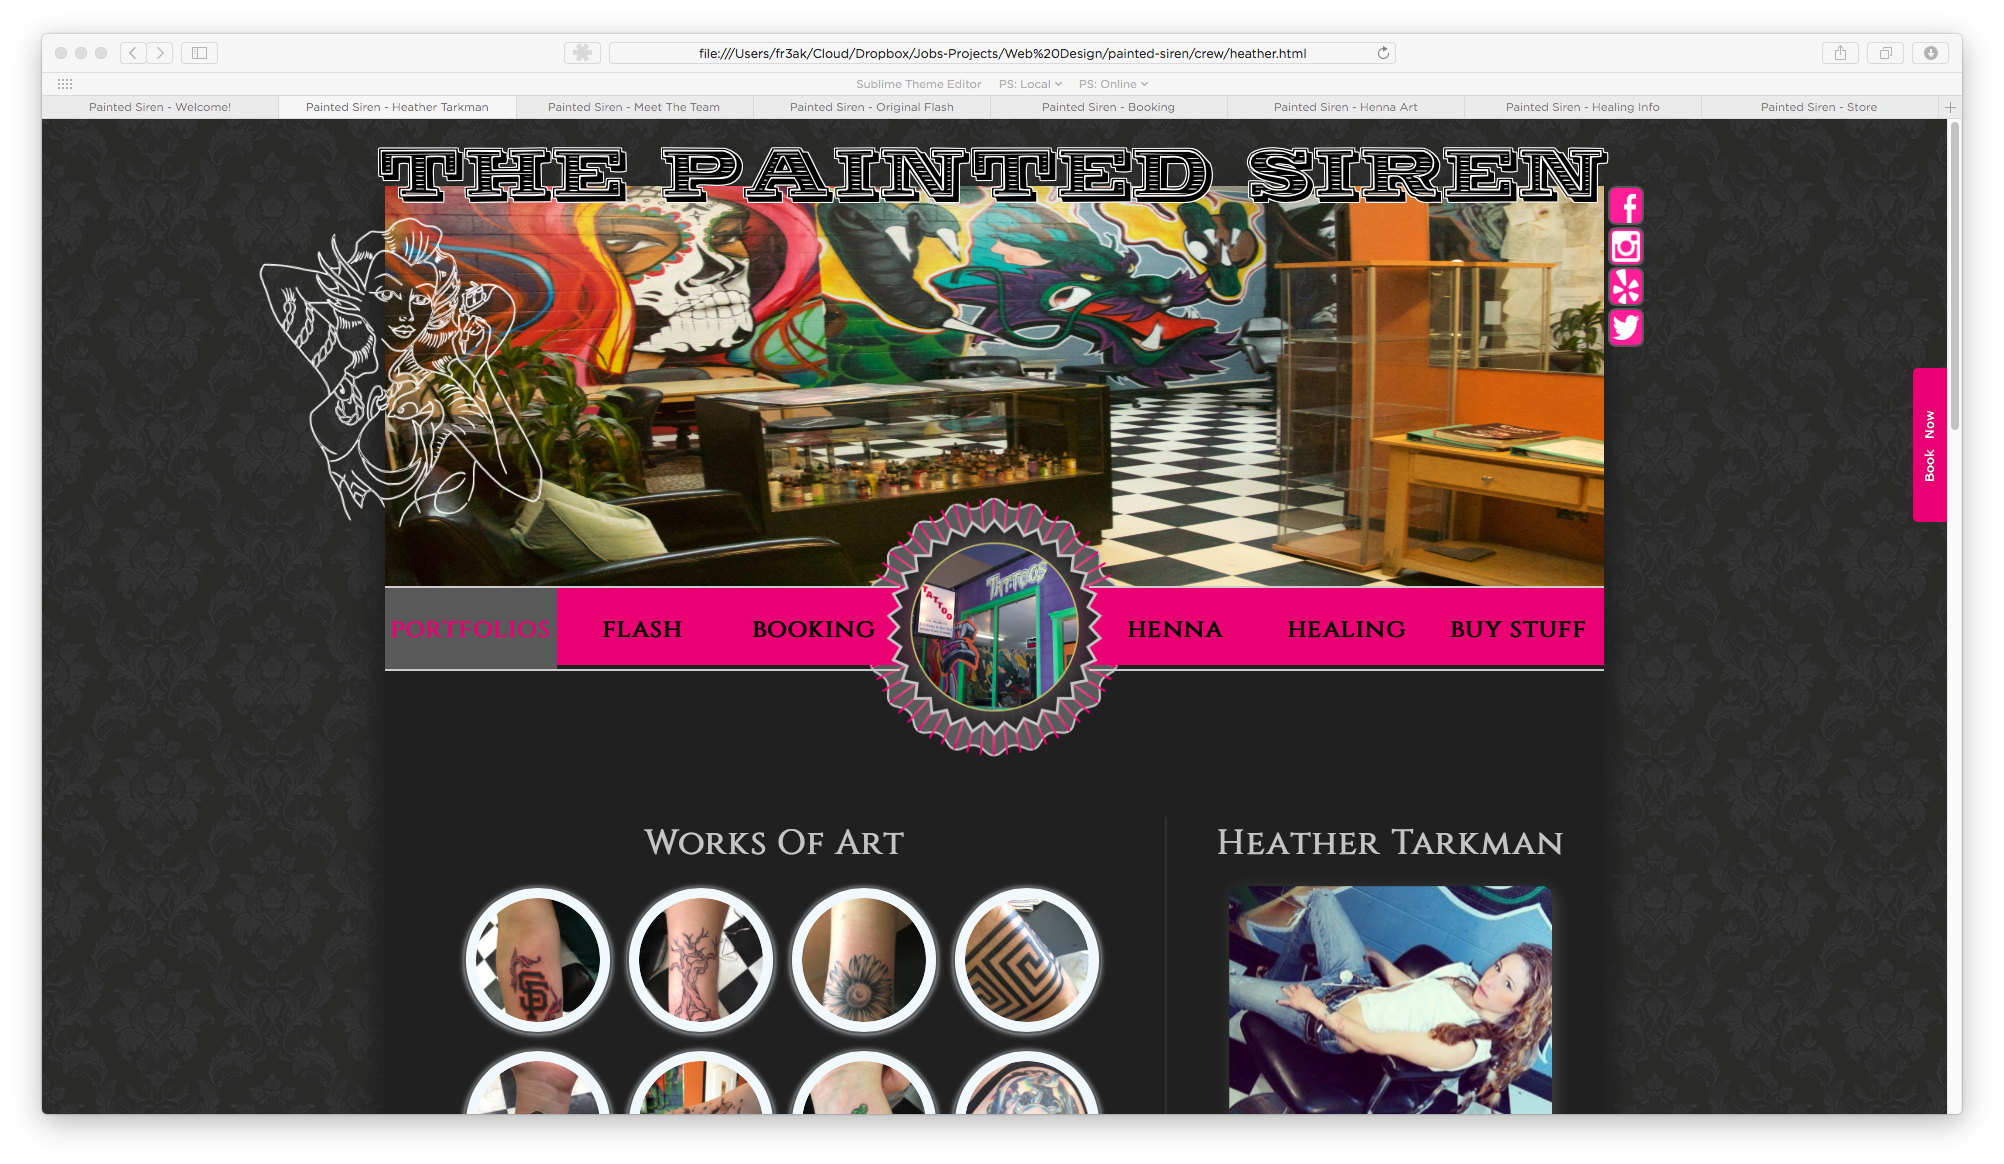 file:///Users/fr3ak/Cloud/Dropbox/Jobs-Projects/Web%20Design/painted-siren/crew/heather.html
Sublime Theme Editor PS: Local PS: Online
Painted Siren - Welcome! Painted Siren - Heather Tarkman Painted Siren - Meet The Team Painted Siren - Original Flash Painted Siren - Booking Painted Siren - Henna Art Painted Siren - Healing Info Painted Siren - Store
THE PAINTED SIREN
Book Now
TATTOOS
TATTOO
PORTFOLIOS FLASH BOOKING HENNA HEALING BUY STUFF
Works Of Art
Heather Tarkman
SF